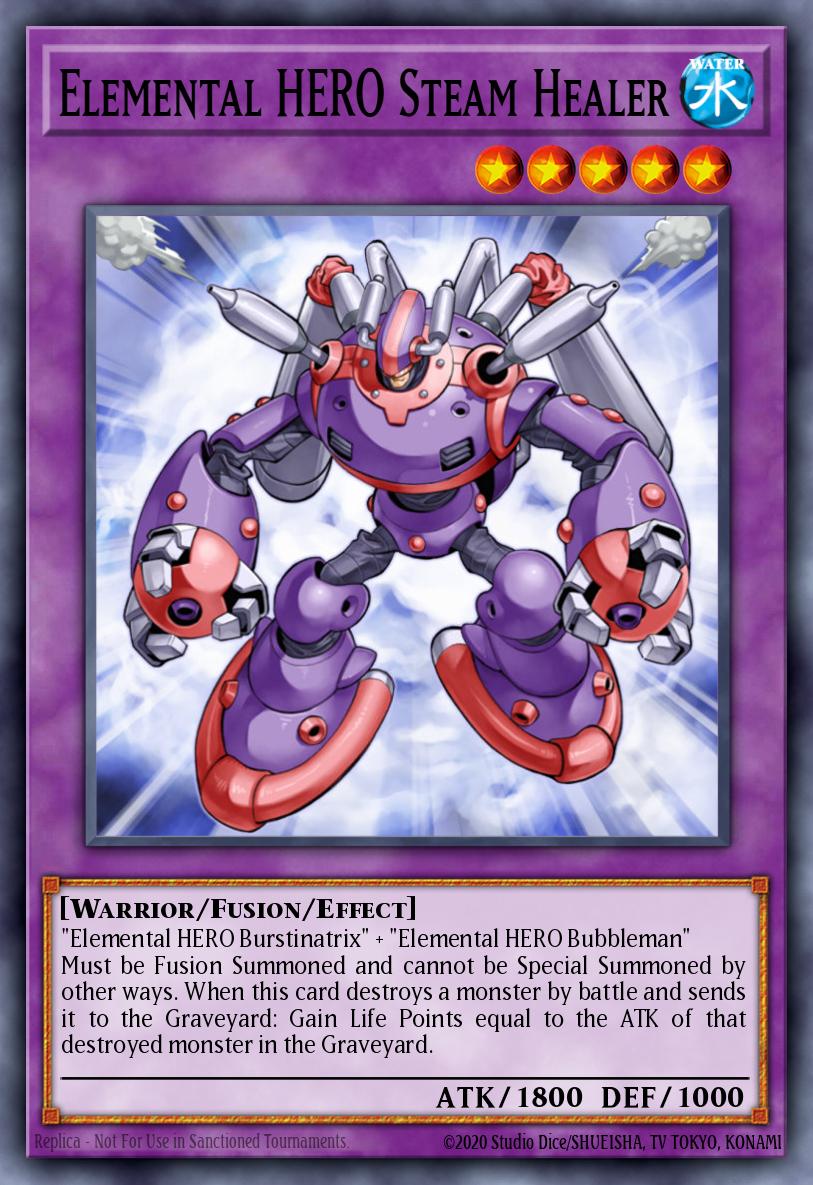 Elemental HERO Steam Healer
WATER
水
[Warrior/Fusion/Effect]
"Elemental HERO Burstinatrix" + "Elemental HERO Bubbleman"
Must be Fusion Summoned and cannot be Special Summoned by
other ways. When this card destroys a monster by battle and sends
it to the Graveyard: Gain Life Points equal to the ATK of that
destroyed monster in the Graveyard.
ATK/1800 DEF/1000
Replica - Not For Use in Sanctioned Tournaments.
©2020 Studio Dice/SHUEISHA, TV TOKYO, KONAMI